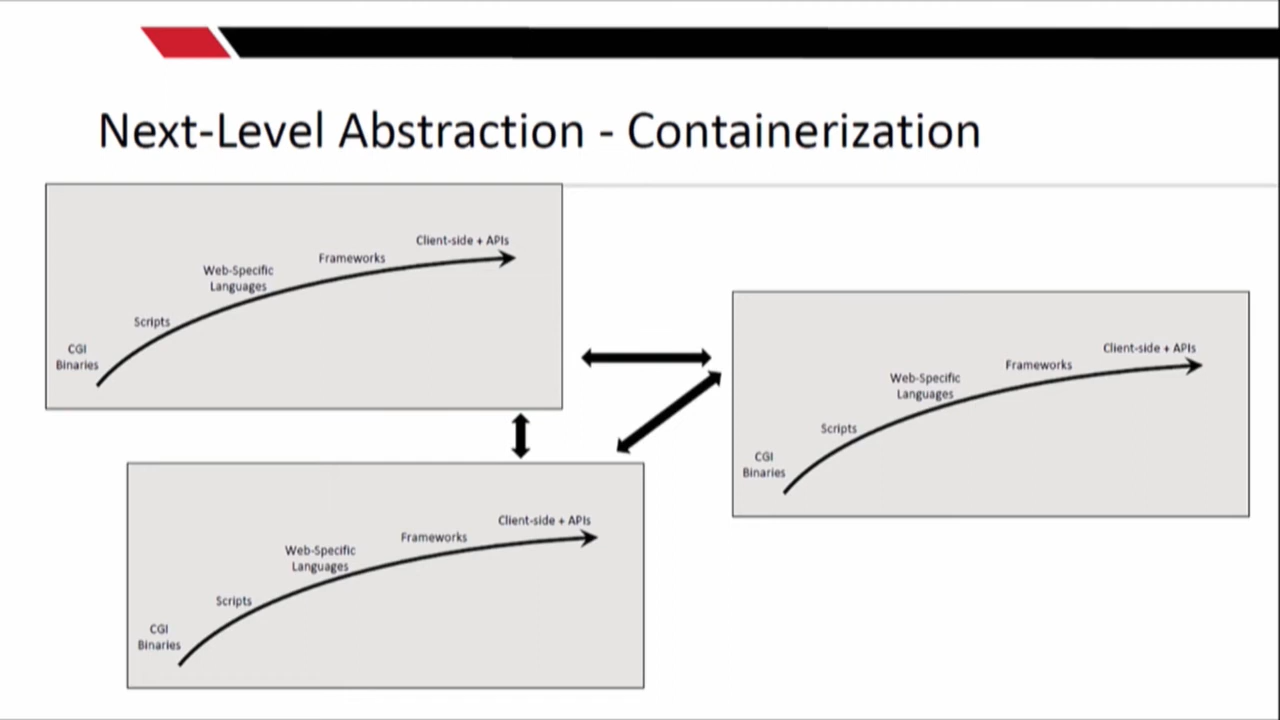 Next-Level Abstraction - Containerization
Client-side + APIs
Frameworks
Web-Specific
Languages
Scripts
CGI
Binaries
Client-side + APIs
Frameworks
Web-Specific
Languages
Scripts
CGI
Binaries
Client-side + APIs
Frameworks
Web-Specific
Languages
Scripts
CGI
Binaries